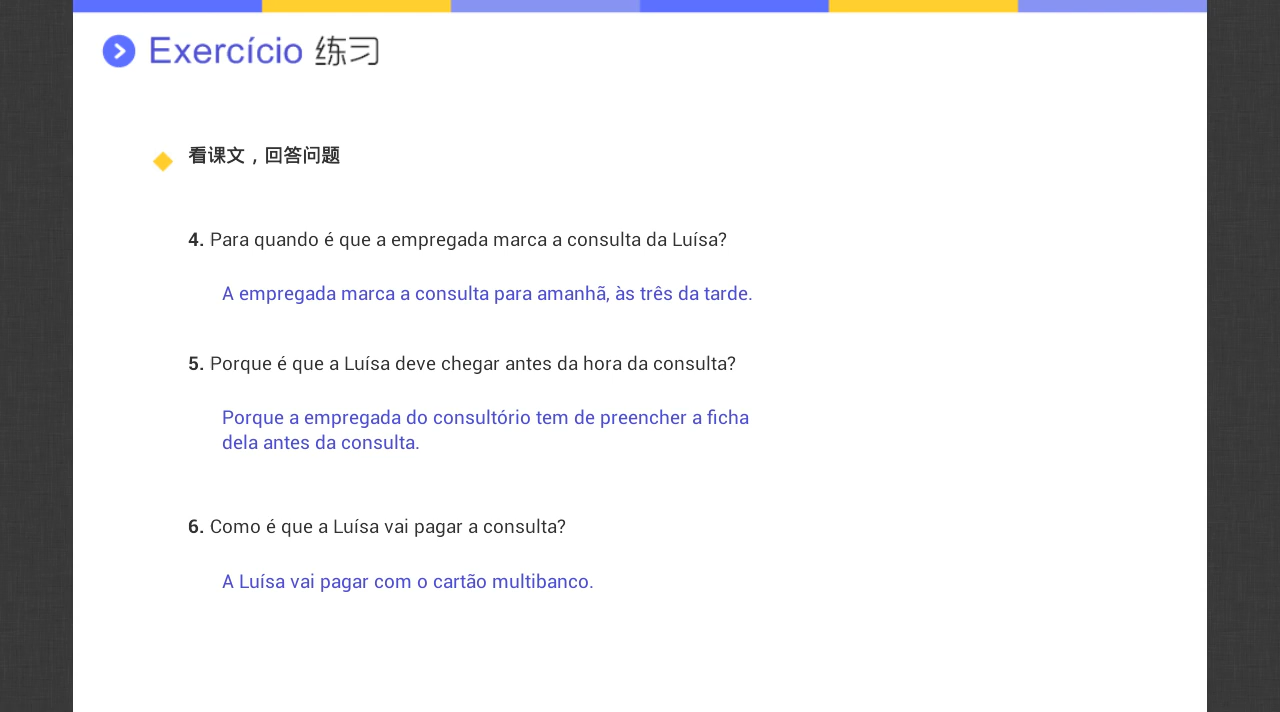 Exercício 练习
看课文，回答问题
4. Para quando é que a empregada marca a consulta da Luísa?
A empregada marca a consulta para amanhã, às três da tarde.
5. Porque é que a Luísa deve chegar antes da hora da consulta?
Porque a empregada do consultório tem de preencher a ficha
dela antes da consulta.
6. Como é que a Luísa vai pagar a consulta?
A Luísa vai pagar com o cartão multibanco.